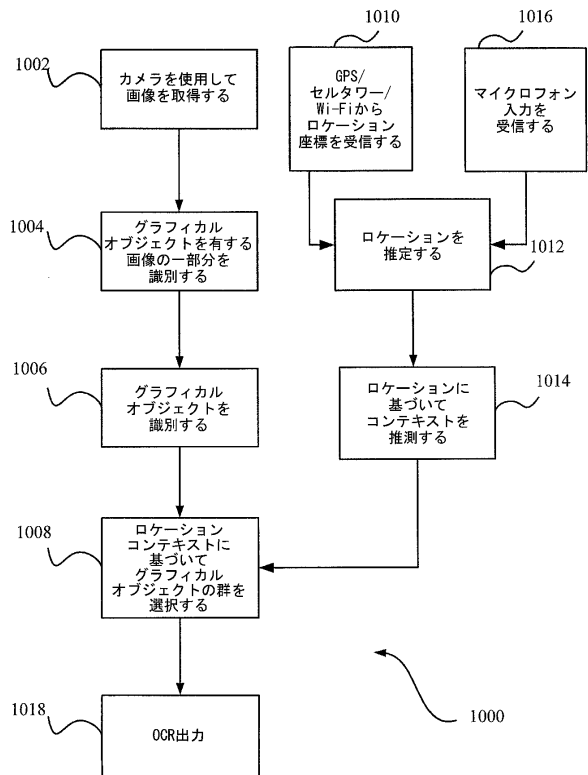 1002
カメラを使用して
画像を取得する
1004
グラフィカル
オブジェクトを有する
画像の一部分を
識別する
1006
グラフィカル
オブジェクトを
識別する
1008
ロケーション
コンテキストに
基づいて
グラフィカル
オブジェクトの群を
選択する
1018
OCR出力
1010
GPS/
セルタワー/
Wi-Fiから
ロケーション
座標を受信する
1016
マイクロフォン
入力を
受信する
ロケーションを
推定する
1012
ロケーションに
基づいて
コンテキストを
推測する
1014
1000